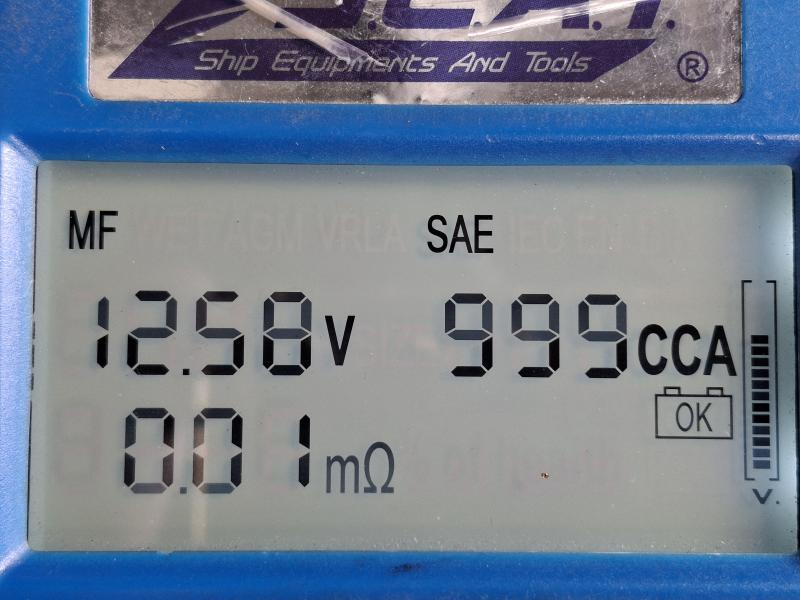 Ship Equipments And Tools ®
MF SAE
12.58 V 999 CCA
OK
0.01 mΩ
V.